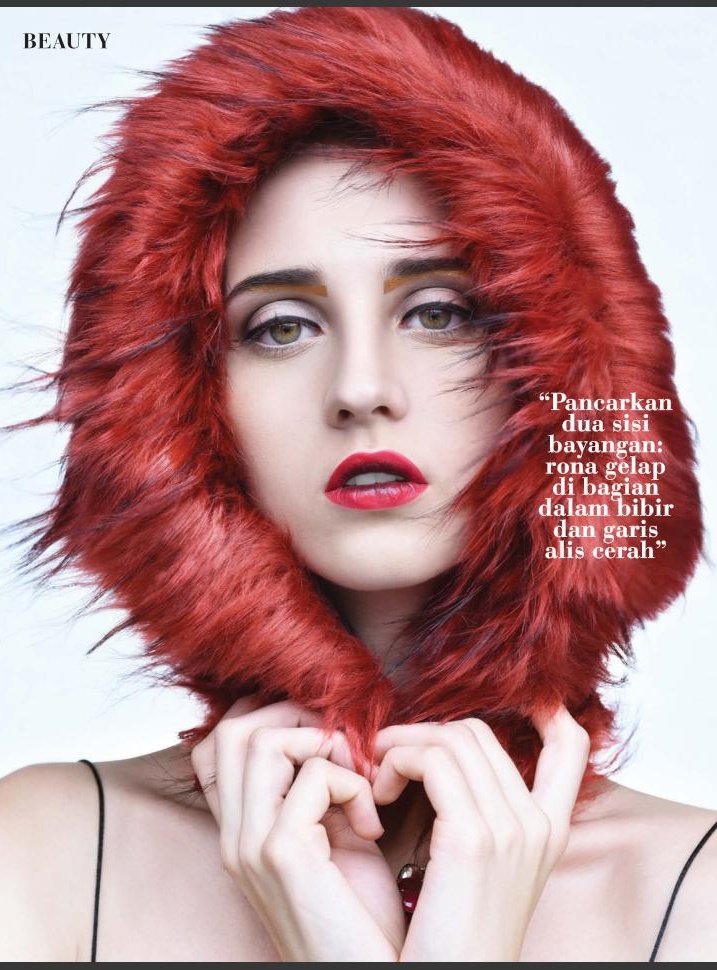 BEAUTY
“Pancarkan
dua sisi
bayangan:
rona gelap
di bagian
dalam bibir
dan garis
alis cerah”